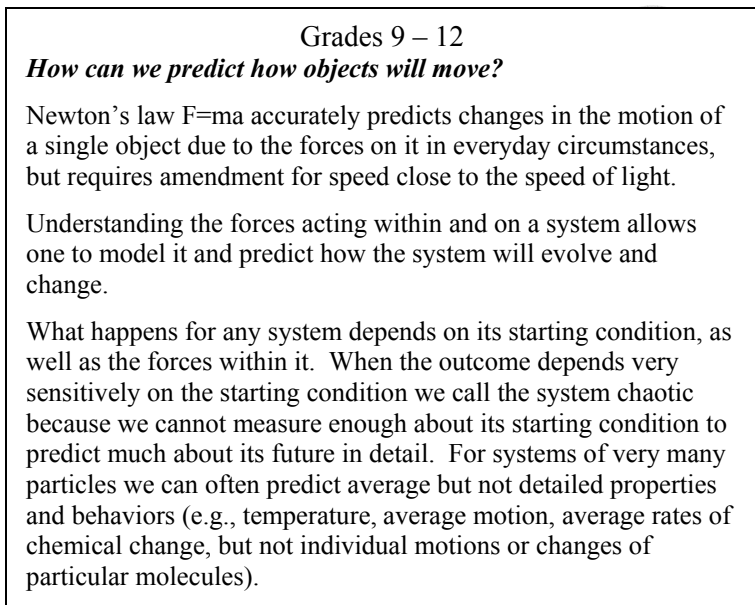 Grades 9 – 12
How can we predict how objects will move?
Newton's law F=ma accurately predicts changes in the motion of
a single object due to the forces on it in everyday circumstances,
but requires amendment for speed close to the speed of light.
Understanding the forces acting within and on a system allows
one to model it and predict how the system will evolve and
change.
What happens for any system depends on its starting condition, as
well as the forces within it.  When the outcome depends very
sensitively on the starting condition we call the system chaotic
because we cannot measure enough about its starting condition to
predict much about its future in detail.  For systems of very many
particles we can often predict average but not detailed properties
and behaviors (e.g., temperature, average motion, average rates of
chemical change, but not individual motions or changes of
particular molecules).